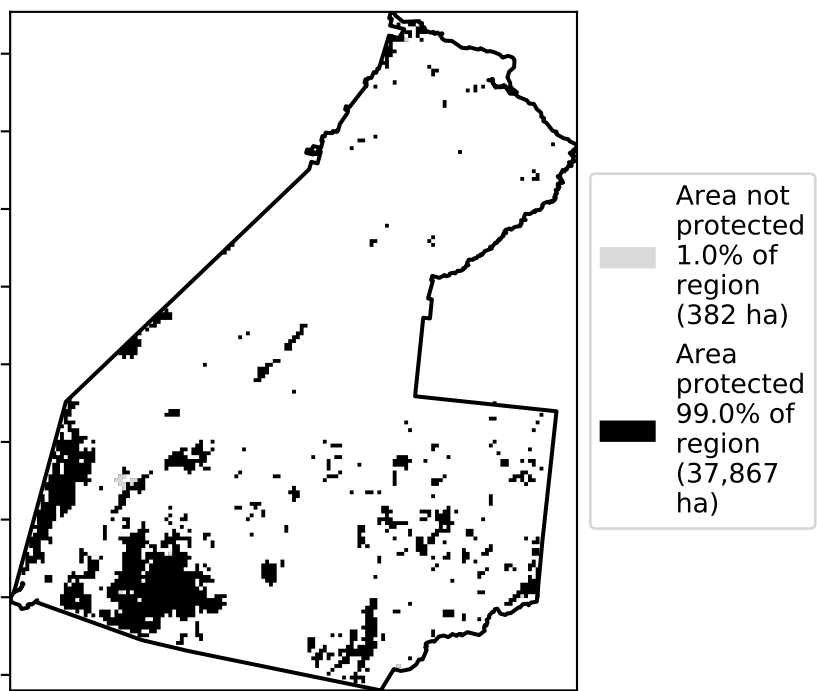 Area not
protected
1.0% of
region
(382 ha)
Area
protected
99.0% of
region
(37,867
ha)